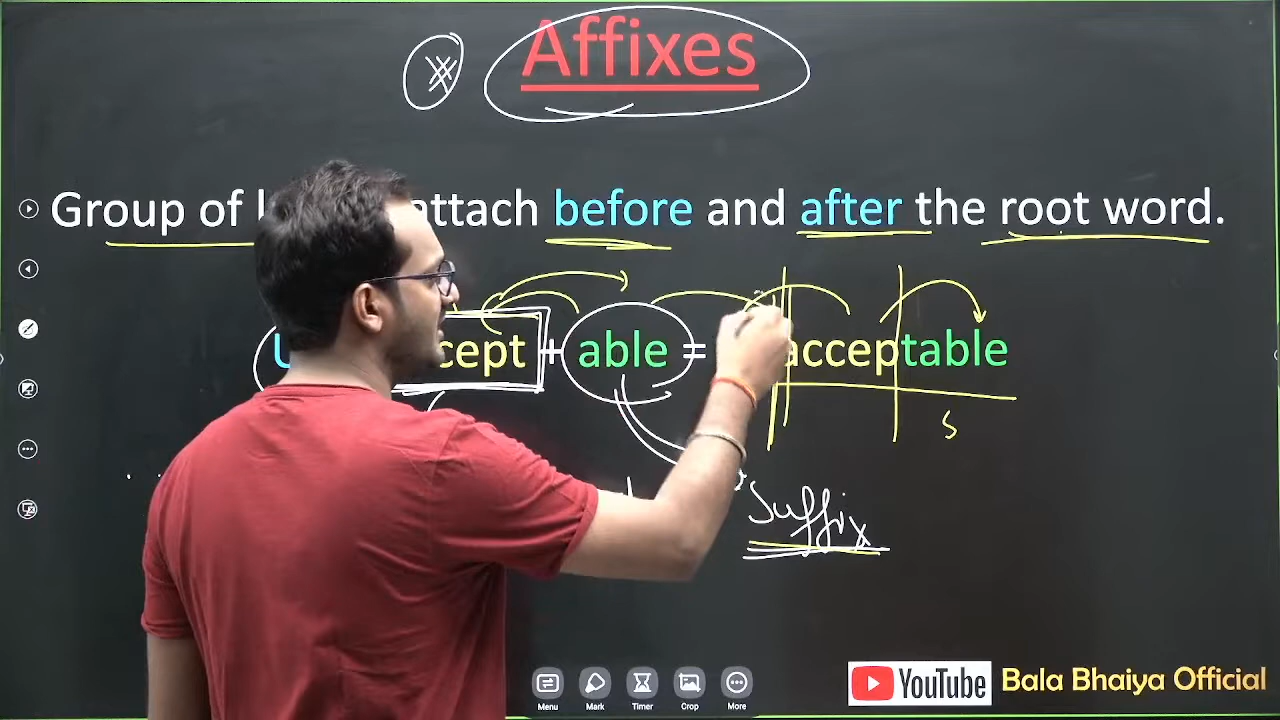 Affixes
Group of attach before and after the root word.
cept + able = acceptable
S
Suffix
Menu Mark Timer Crop More
YouTube Bala Bhaiya Official